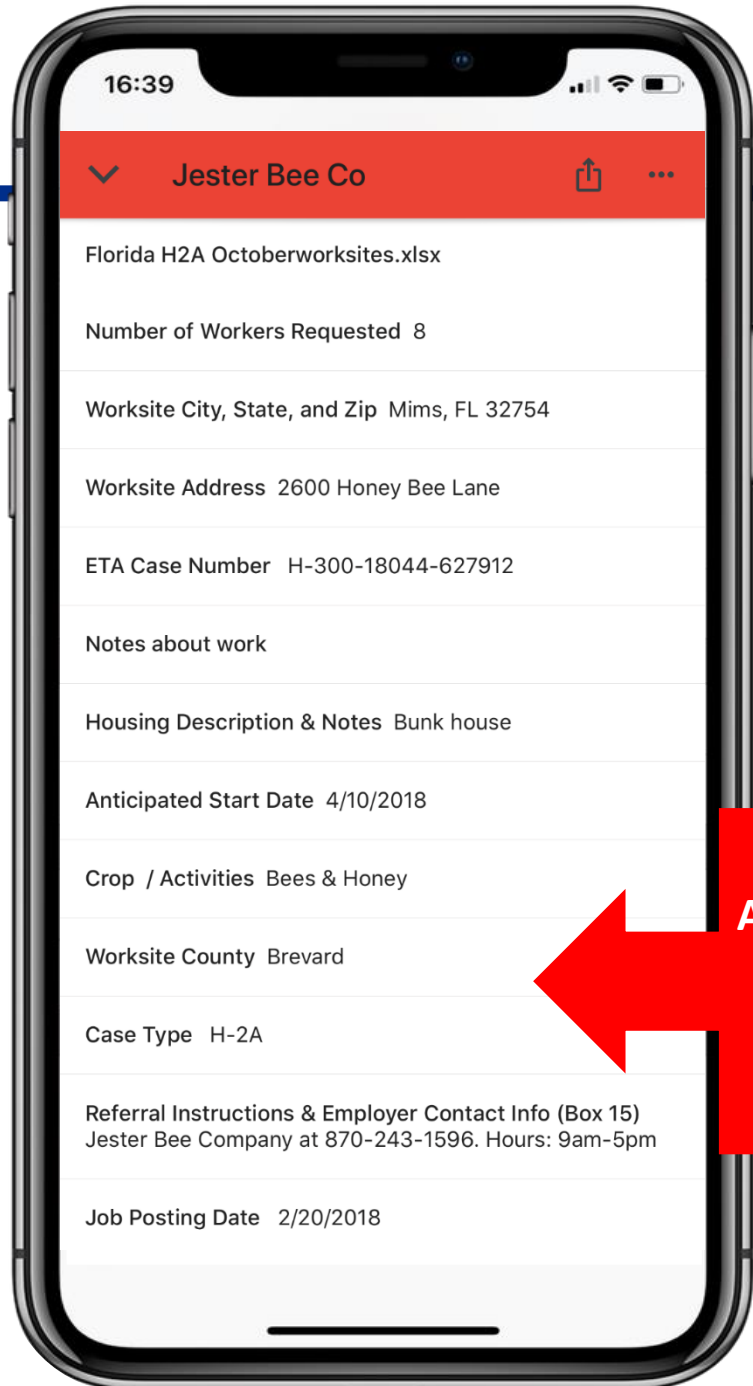 16:39
Jester Bee Co
Florida H2A Octoberworksites.xlsx
Number of Workers Requested 8
Worksite City, State, and Zip Mims, FL 32754
Worksite Address 2600 Honey Bee Lane
ETA Case Number H-300-18044-627912
Notes about work
Housing Description & Notes Bunk house
Anticipated Start Date 4/10/2018
Crop / Activities Bees & Honey
Worksite County Brevard
Case Type H-2A
Referral Instructions & Employer Contact Info (Box 15)
Jester Bee Company at 870-243-1596. Hours: 9am-5pm
Job Posting Date 2/20/2018